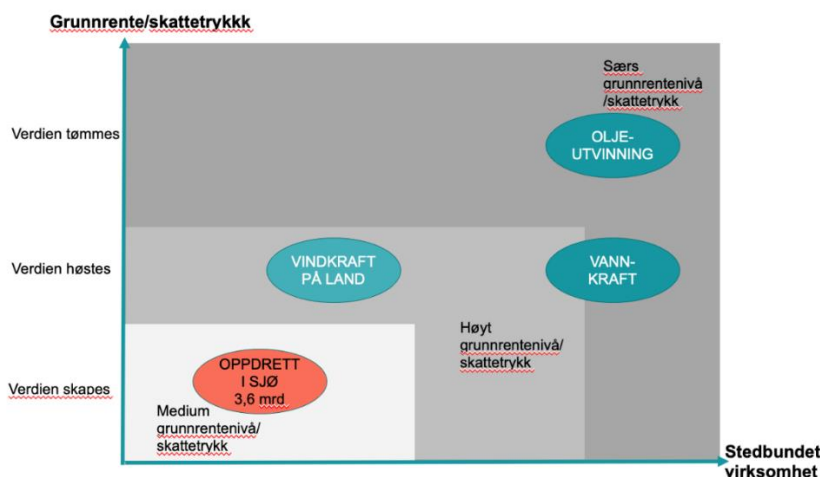 Grunnrente/skattetrykkk
Særs
grunnrentenivå
/skattetrykk
Verdien tømmes
OLJE-
UTVINNING
Verdien høstes
VINDKRAFT
PÅ LAND
VANN-
KRAFT
Høyt
grunnrentenivå/
skattetrykk
Verdien skapes
OPPDRETT
I SJØ
3,6 mrd
Medium
grunnrentenivå/
skattetrykk
Stedbundet
virksomhet